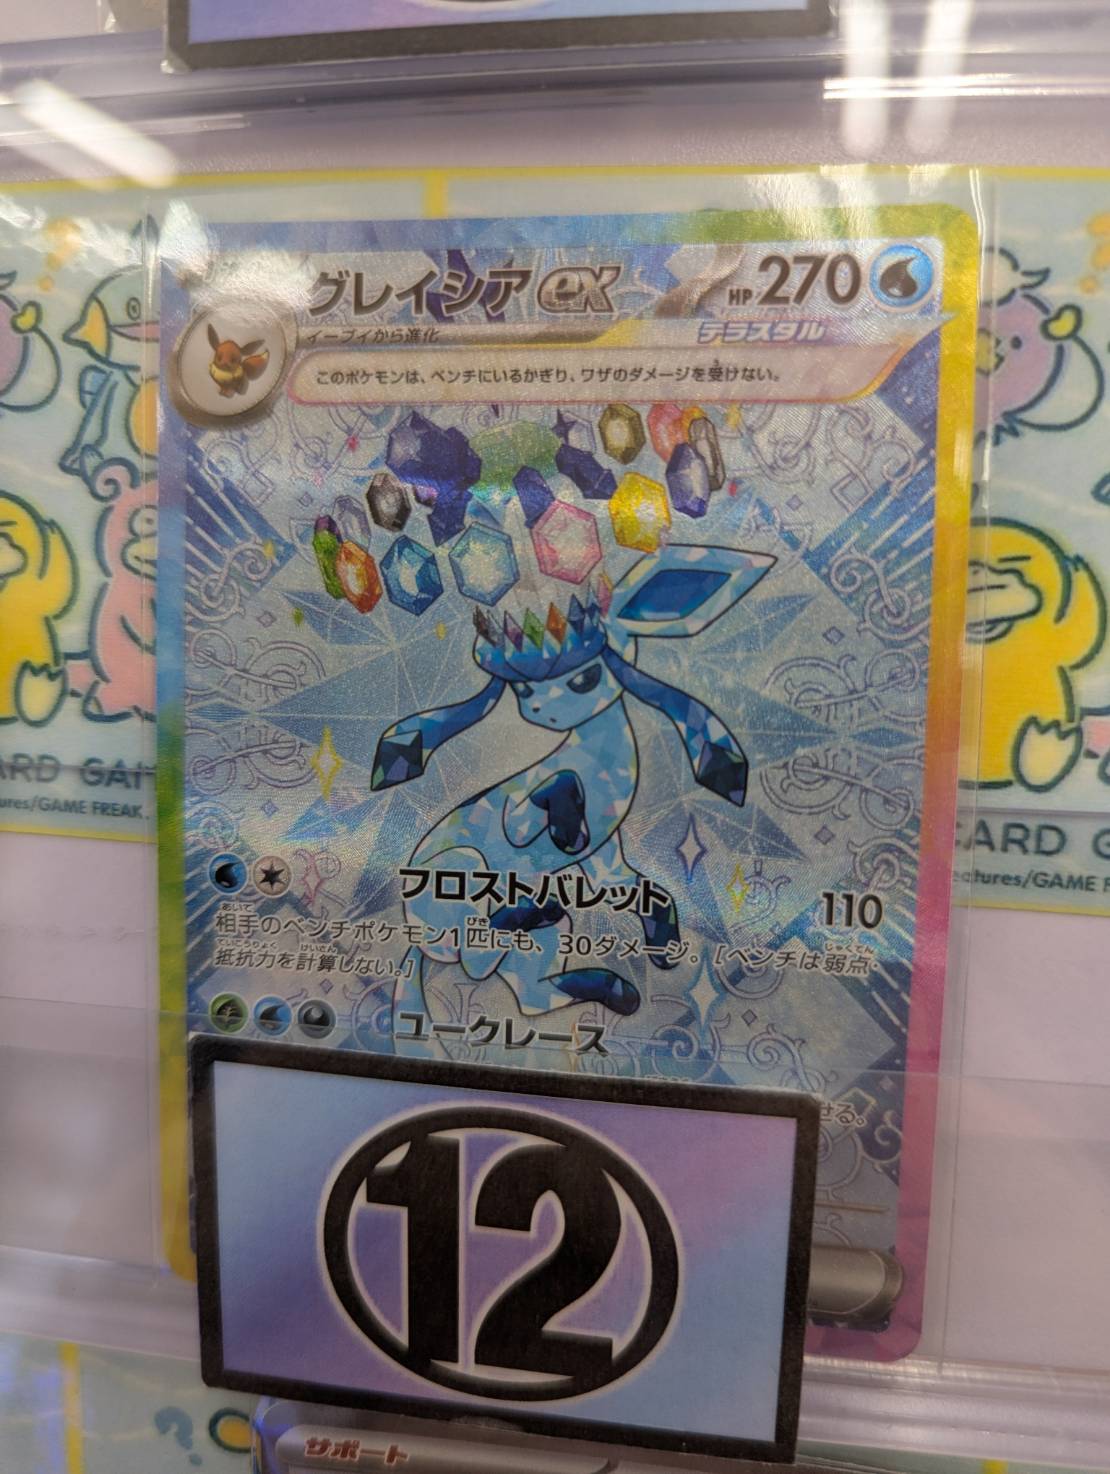 グレイシアex
HP270
イーブイから進化
テラスタル
このポケモンは、ベンチにいるかぎり、ワザのダメージを受けない。
フロストバレット 110
相手のベンチポケモン1匹にも、30ダメージ。[ベンチは弱点・
抵抗力を計算しない。]
ユークレース
せる。
12
ARD GA
ures/GAME FREAK.
CARD G
eatures/GAME F
サポート